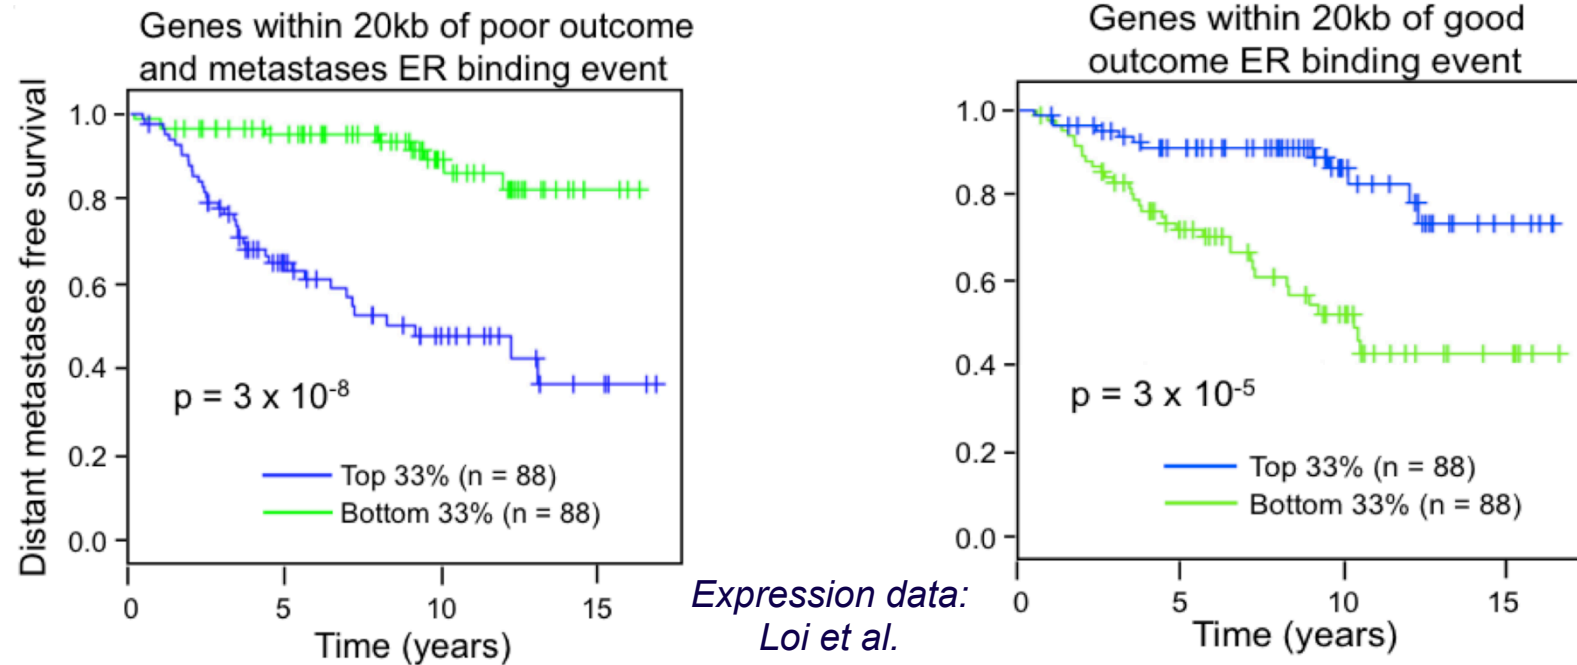 Genes within 20kb of poor outcome
and metastases ER binding event
Distant metastases free survival
1.0
0.8
0.6
0.4
0.2
0.0
p = 3 x 10-8
Top 33% (n = 88)
Bottom 33% (n = 88)
0 5 10 15
Time (years)
Expression data:
Loi et al.
Genes within 20kb of good
outcome ER binding event
1.0
0.8
0.6
0.4
0.2
0.0
p = 3 x 10-5
Top 33% (n = 88)
Bottom 33% (n = 88)
0 5 10 15
Time (years)